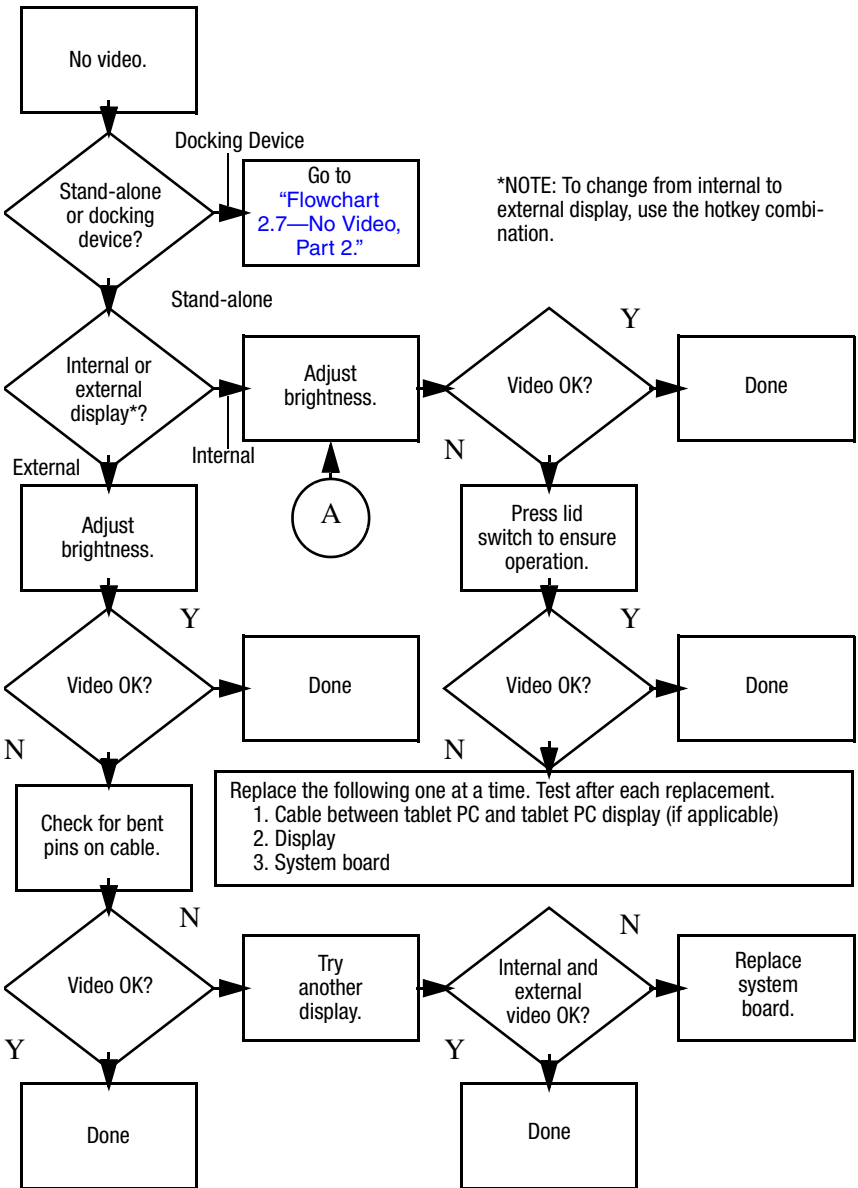 No video.
Docking Device
Stand-alone
or docking
device?
Go to
“Flowchart
2.7—No Video,
Part 2.”
*NOTE: To change from internal to
external display, use the hotkey combi-
nation.
Stand-alone
Internal or
external
display*?
Internal
External
Adjust
brightness.
A
Video OK?
Y
Done
N
Press lid
switch to ensure
operation.
Video OK?
Y
Done
N
Replace the following one at a time. Test after each replacement.
1. Cable between tablet PC and tablet PC display (if applicable)
2. Display
3. System board
Adjust
brightness.
Video OK?
Y
Done
N
Check for bent
pins on cable.
Video OK?
N
Y
Done
Try
another
display.
Internal and
external
video OK?
N
Replace
system
board.
Y
Done